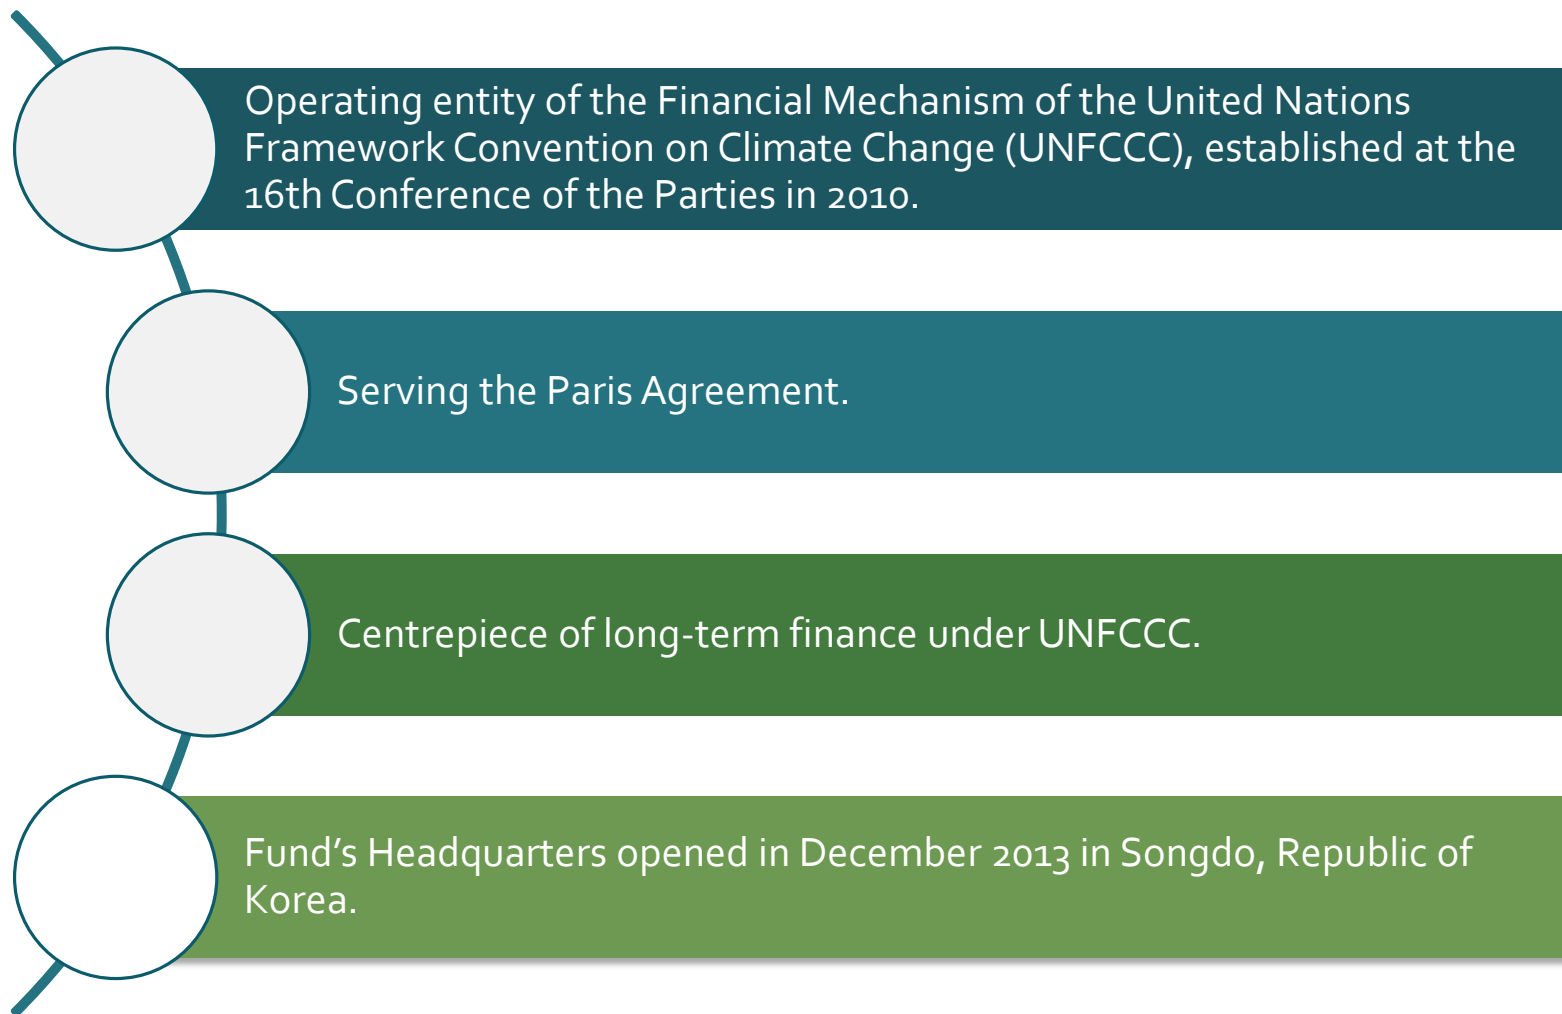 Operating entity of the Financial Mechanism of the United Nations
Framework Convention on Climate Change (UNFCCC), established at the
16th Conference of the Parties in 2010.
Serving the Paris Agreement.
Centrepiece of long-term finance under UNFCCC.
Fund’s Headquarters opened in December 2013 in Songdo, Republic of
Korea.